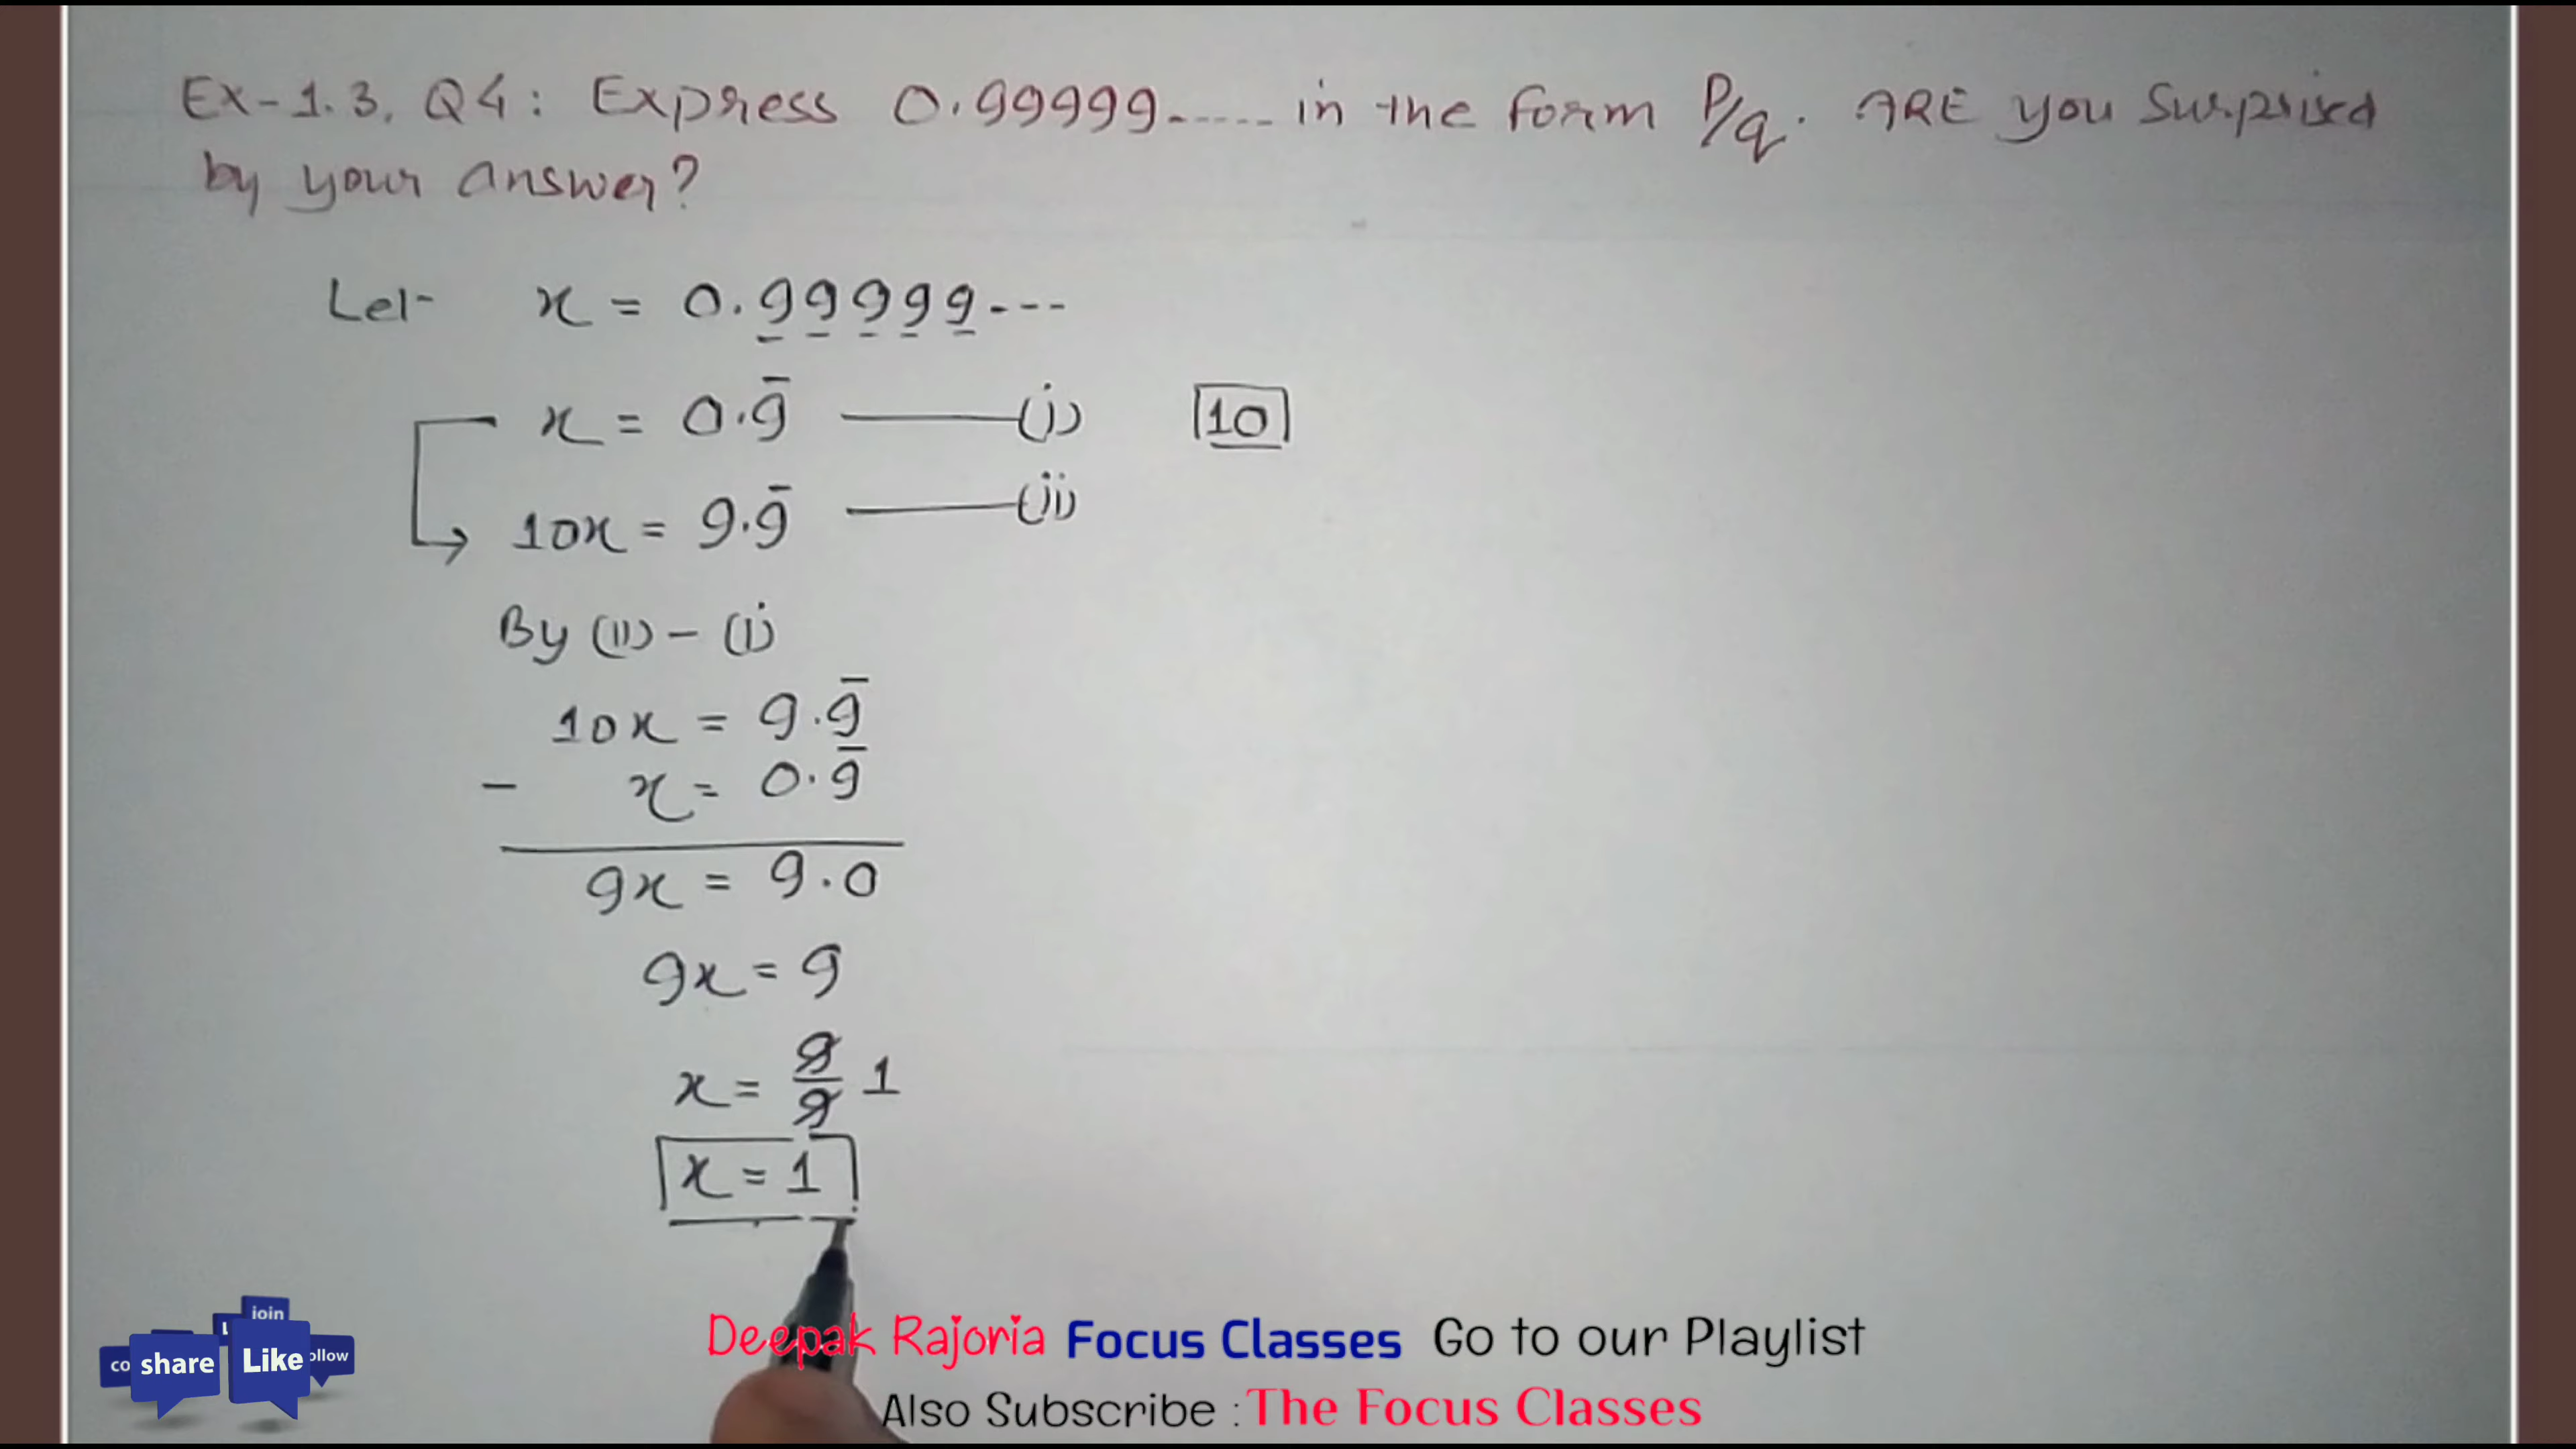 Ex-1.3, Q4: Express 0.99999...... in the form P/q. ARE you Surprised
by your answer?
Let x = 0.99999---
x = 0.9̅ ——— (i) 10
10x = 9.9̅ ——— (ii)
By (ii) - (i)
10x = 9.9̅
- x = 0.9̅
9x = 9.0
9x = 9
x = 9/9 1
x = 1
join
share
Like
ollow
co
Deepak Rajoria Focus Classes Go to our Playlist
Also Subscribe : The Focus Classes